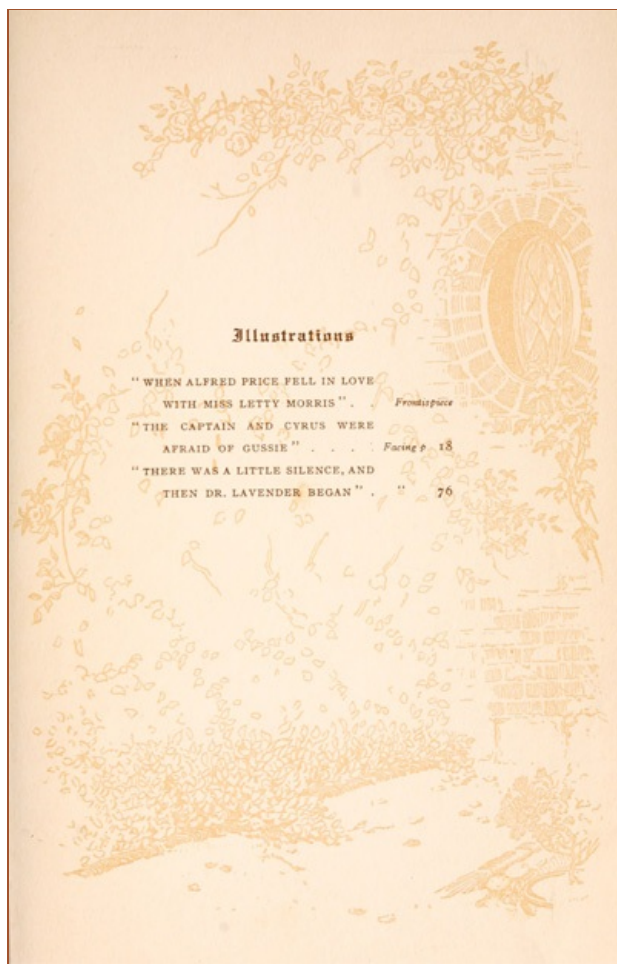 Illustrations
"WHEN ALFRED PRICE FELL IN LOVE
WITH MISS LETTY MORRIS" . . Frontispiece
"THE CAPTAIN AND CYRUS WERE
AFRAID OF GUSSIE" . . . . Facing p 18
"THERE WAS A LITTLE SILENCE, AND
THEN DR. LAVENDER BEGAN" . " 76